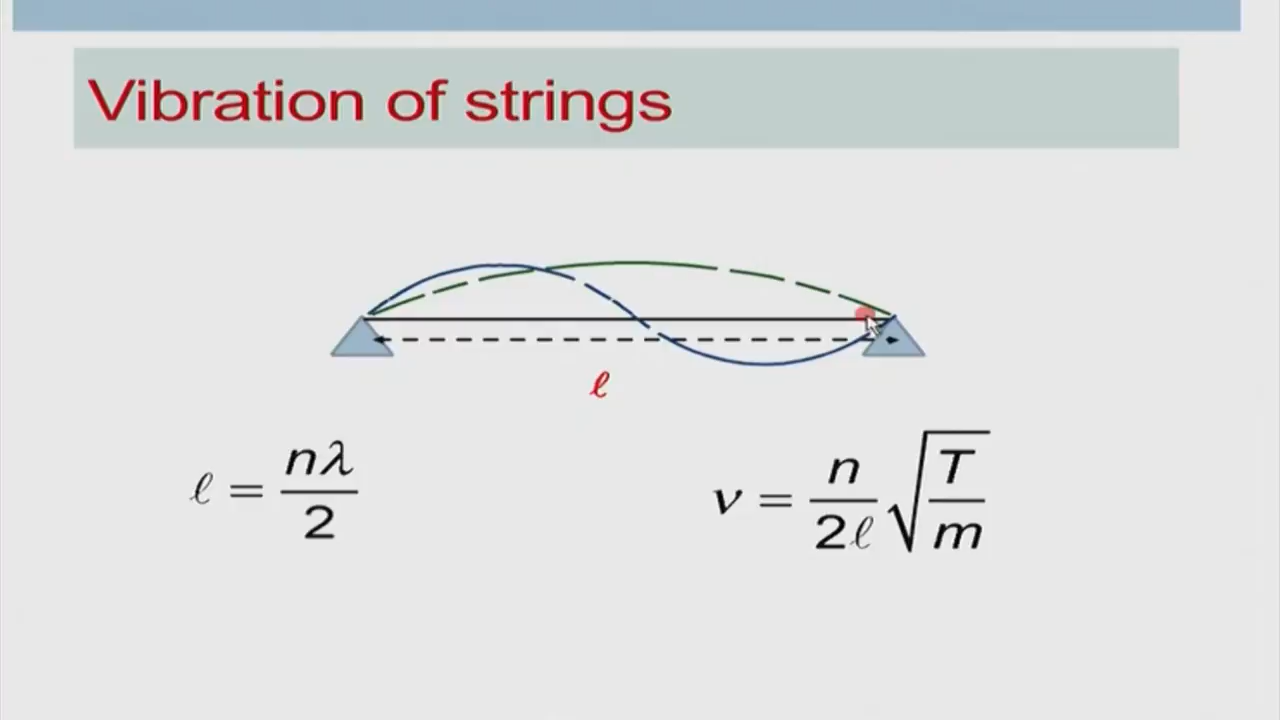 Vibration of strings
ℓ
ℓ = nλ/2
ν = n/2ℓ √T/m